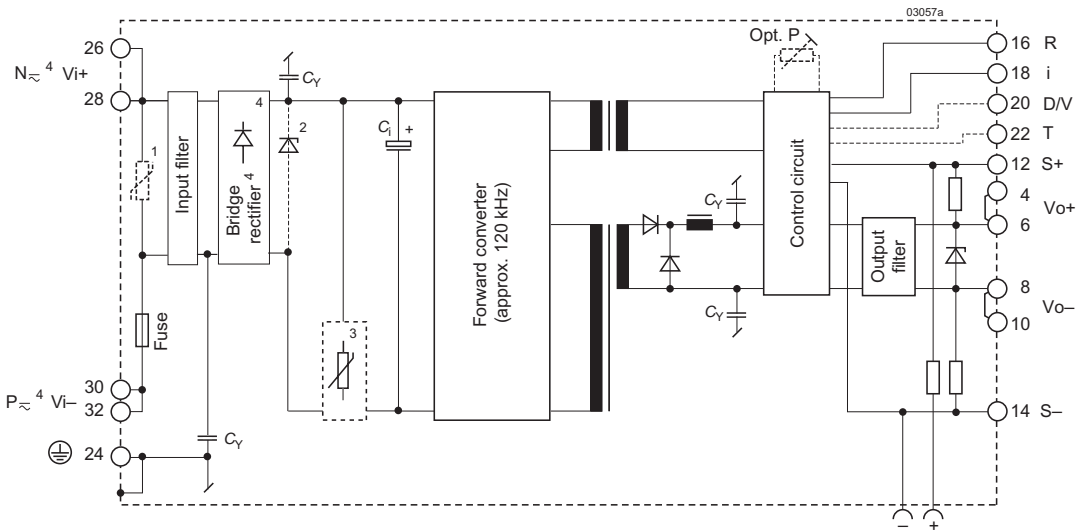 03057a
26
N 4 Vi+
28
Opt. P
16 R
18 i
20 D/V
22 T
12 S+
4
Vo+
6
8
Vo–
10
14 S–
CY
4
2
Ci +
1
Input filter
Bridge
rectifier 4
Forward converter
(approx. 120 kHz)
CY
Control circuit
Output
filter
CY
Fuse
3
30
P 4 Vi–
32
CY
24
– +